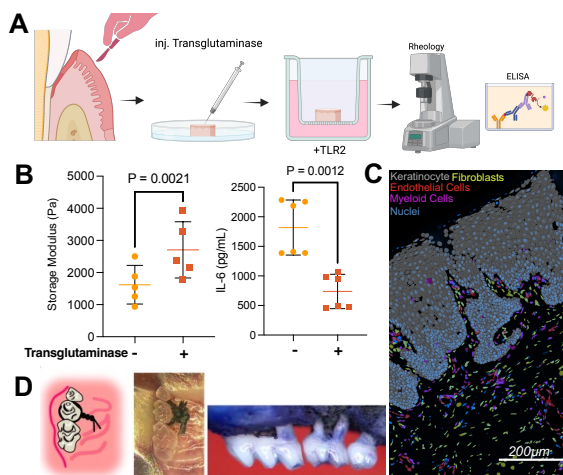 A
inj. Transglutaminase
Rheology
ELISA
+TLR2
B
P = 0.0021
Storage Modulus
(Pa)
5000
4000
3000
2000
1000
0
P = 0.0012
IL-6 (pg/mL)
2500
2000
1500
1000
500
0
Transglutaminase - +
- +
C
Keratinocyte Fibroblasts
Endothelial Cells
Myeloid Cells
Nuclei
200µm
D